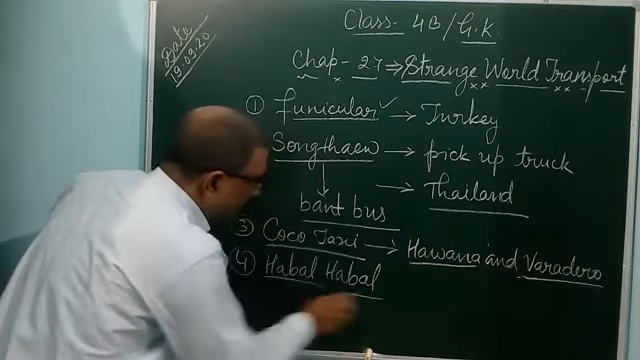 Date
19.09.20
Class- 4B/G.K
Chap - 27 ⇒ Strange World Transport
① funicular ✓ → Turkey
Songthaew → pick up truck
→ Thailand
↓
bant bus
③ Coco Taxi → Hawana and Varadero
④ Habal Habal